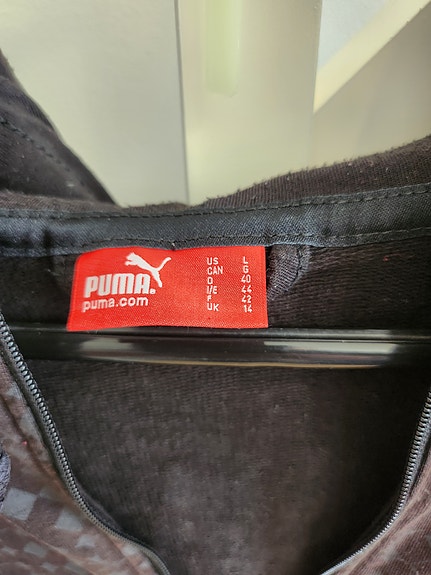 PUMA®
puma.com
US L
CAN G
D 40
I/E 44
F 42
UK 14